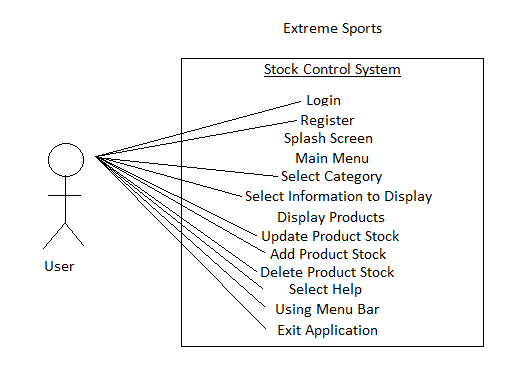 Extreme Sports
Stock Control System
Login
Register
Splash Screen
Main Menu
Select Category
Select Information to Display
Display Products
Update Product Stock
Add Product Stock
Delete Product Stock
Select Help
Using Menu Bar
Exit Application
User